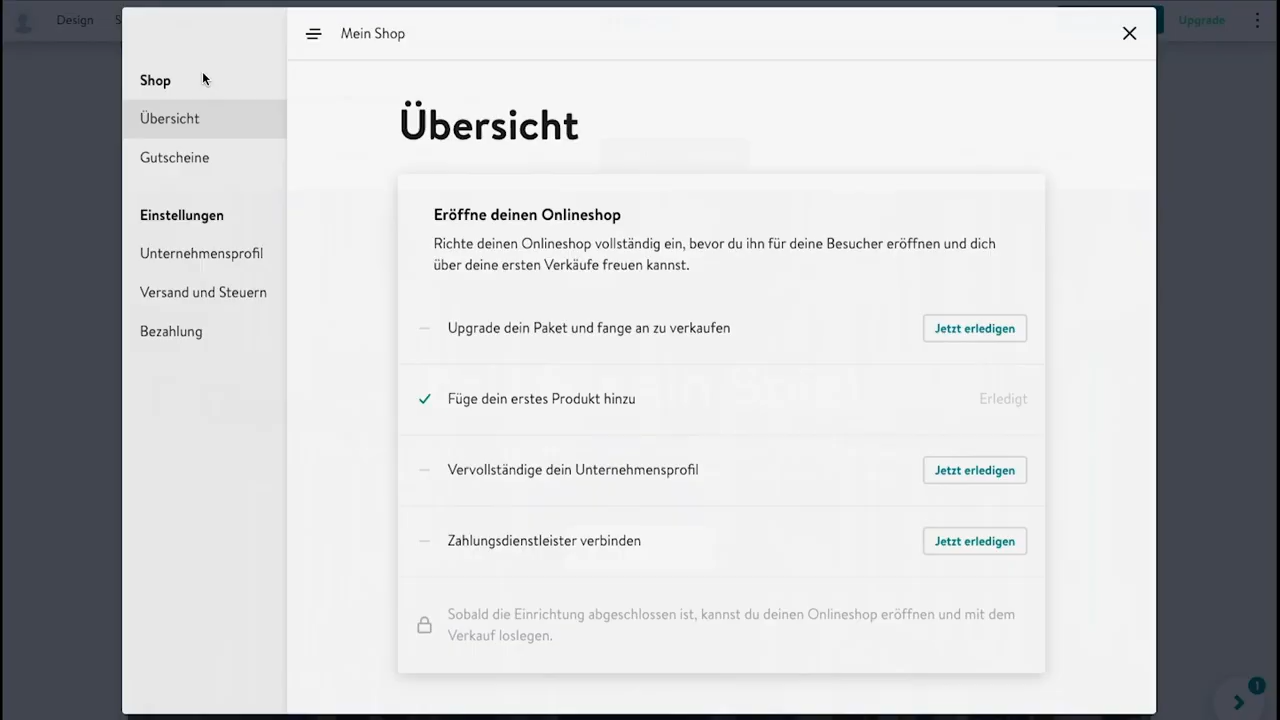 Design
Upgrade
Mein Shop
Shop
Übersicht
Gutscheine
Einstellungen
Unternehmensprofil
Versand und Steuern
Bezahlung
Übersicht
Eröffne deinen Onlineshop
Richte deinen Onlineshop vollständig ein, bevor du ihn für deine Besucher eröffnen und dich
über deine ersten Verkäufe freuen kannst.
Upgrade dein Paket und fange an zu verkaufen
Jetzt erledigen
Füge dein erstes Produkt hinzu
Erledigt
Vervollständige dein Unternehmensprofil
Jetzt erledigen
Zahlungsdienstleister verbinden
Jetzt erledigen
Sobald die Einrichtung abgeschlossen ist, kannst du deinen Onlineshop eröffnen und mit dem
Verkauf loslegen.
1